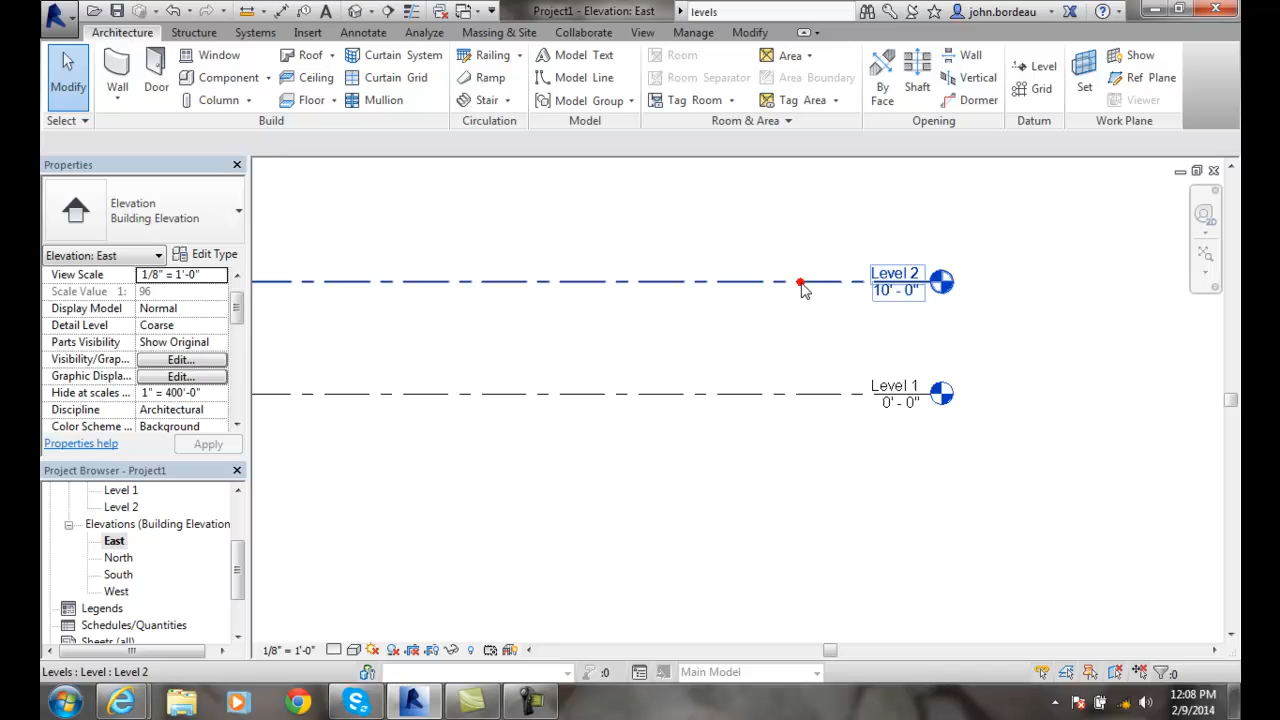 Project1 - Elevation: East
levels
john.bordeau
Architecture Structure Systems Insert Annotate Analyze Massing & Site Collaborate View Manage Modify
Modify
Select
Wall
Door
Window
Component
Column
Roof
Ceiling
Floor
Curtain System
Curtain Grid
Mullion
Build
Railing
Ramp
Stair
Circulation
Model Text
Model Line
Model Group
Model
Room
Room Separator
Tag Room
Area
Area Boundary
Tag Area
Room & Area
By Face
Shaft
Wall
Vertical
Dormer
Opening
Level
Grid
Datum
Set
Show
Ref Plane
Viewer
Work Plane
Properties
Elevation
Building Elevation
Elevation: East Edit Type
View Scale 1/8" = 1'-0"
Scale Value 1: 96
Display Model Normal
Detail Level Coarse
Parts Visibility Show Original
Visibility/Grap... Edit...
Graphic Displa... Edit...
Hide at scales ... 1" = 400'-0"
Discipline Architectural
Color Scheme ... Background
Properties help Apply
Project Browser - Project1
Level 1
Level 2
Elevations (Building Elevation
East
North
South
West
Legends
Schedules/Quantities
Sheets (all)
Level 2
10' - 0"
Level 1
0' - 0"
2D
1/8" = 1'-0"
Levels : Level : Level 2
:0
Main Model
:0
12:08 PM
2/9/2014